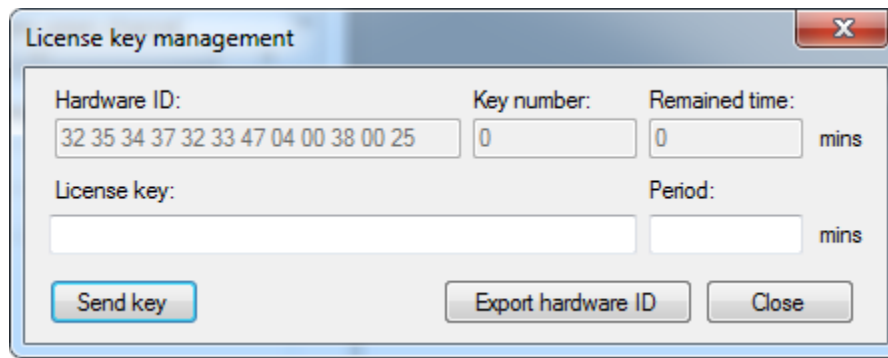 License key management
Hardware ID: Key number: Remained time:
32 35 34 37 32 33 47 04 00 38 00 25 0 0 mins
License key: Period:
mins
Send key Export hardware ID Close